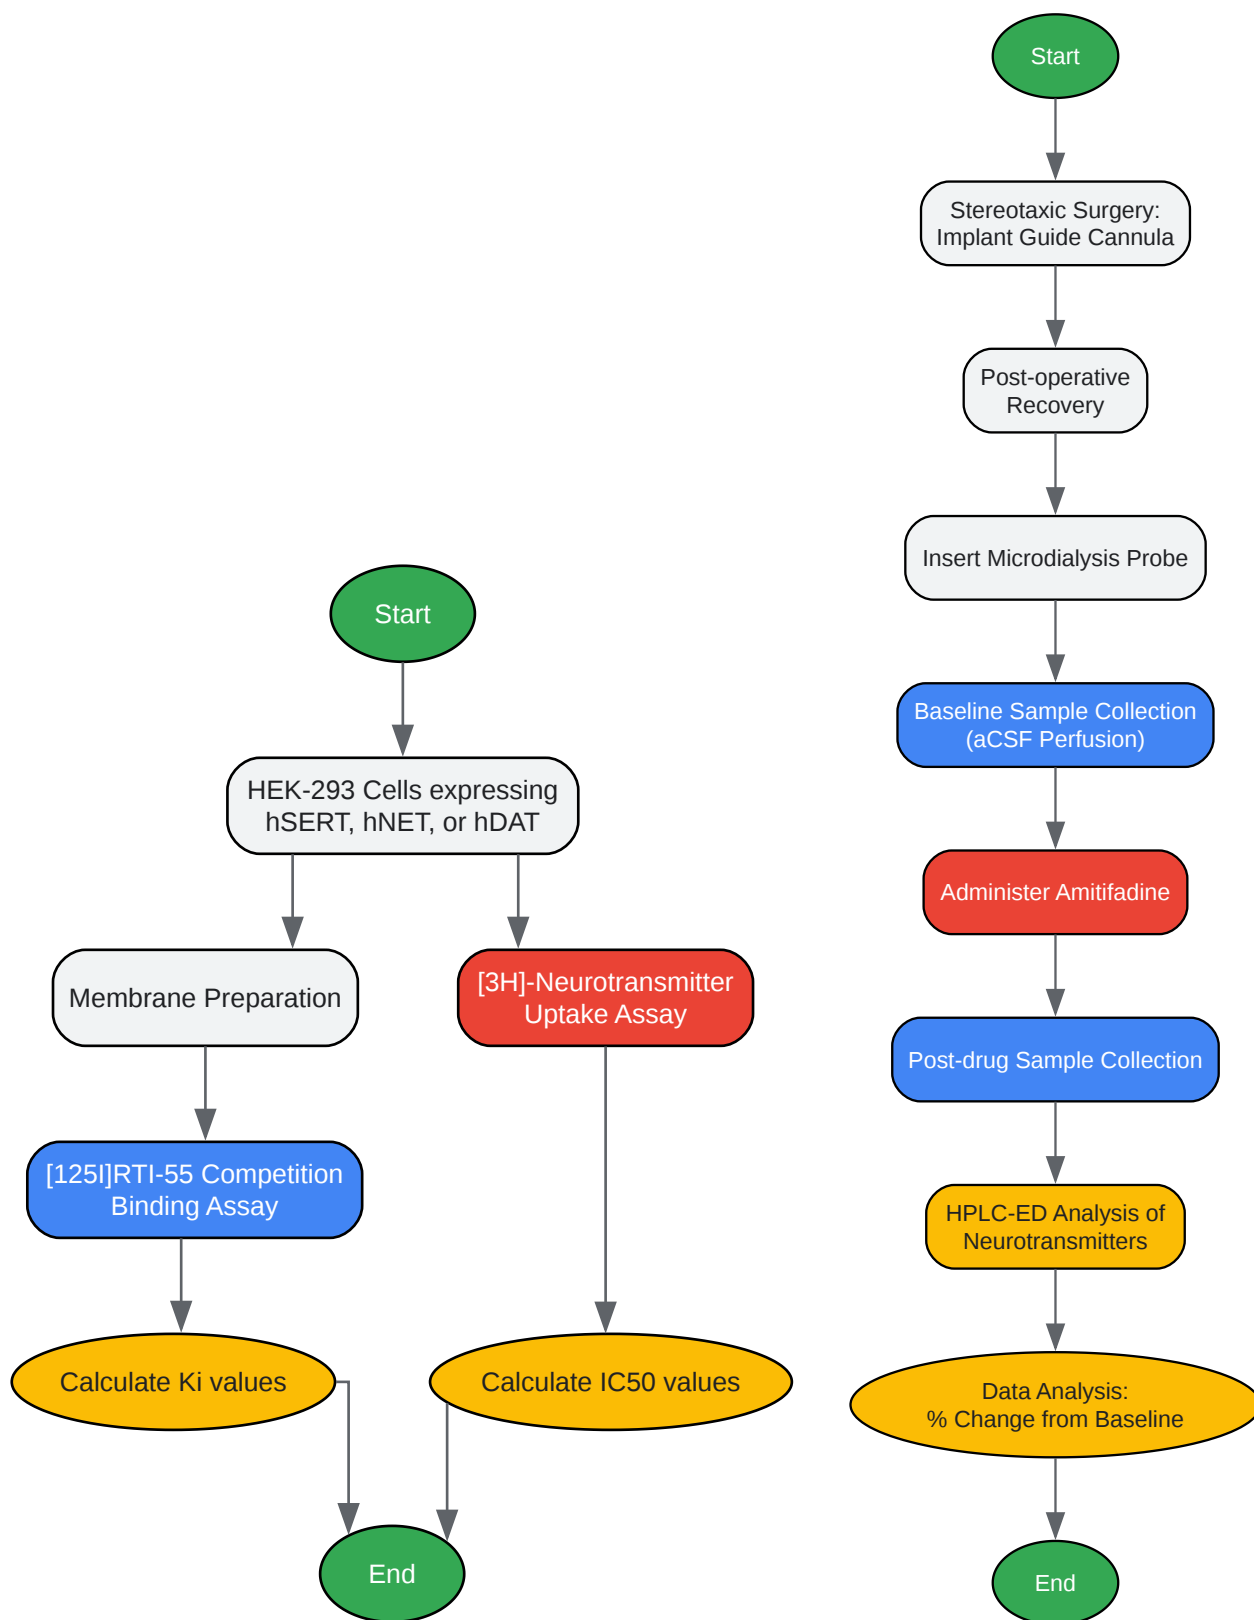 Start
HEK-293 Cells expressing
hSERT, hNET, or hDAT
Membrane Preparation
[3H]-Neurotransmitter
Uptake Assay
[125I]RTI-55 Competition
Binding Assay
Calculate Ki values
Calculate IC50 values
End
Start
Stereotaxic Surgery:
Implant Guide Cannula
Post-operative
Recovery
Insert Microdialysis Probe
Baseline Sample Collection
(aCSF Perfusion)
Administer Amitifadine
Post-drug Sample Collection
HPLC-ED Analysis of
Neurotransmitters
Data Analysis:
% Change from Baseline
End